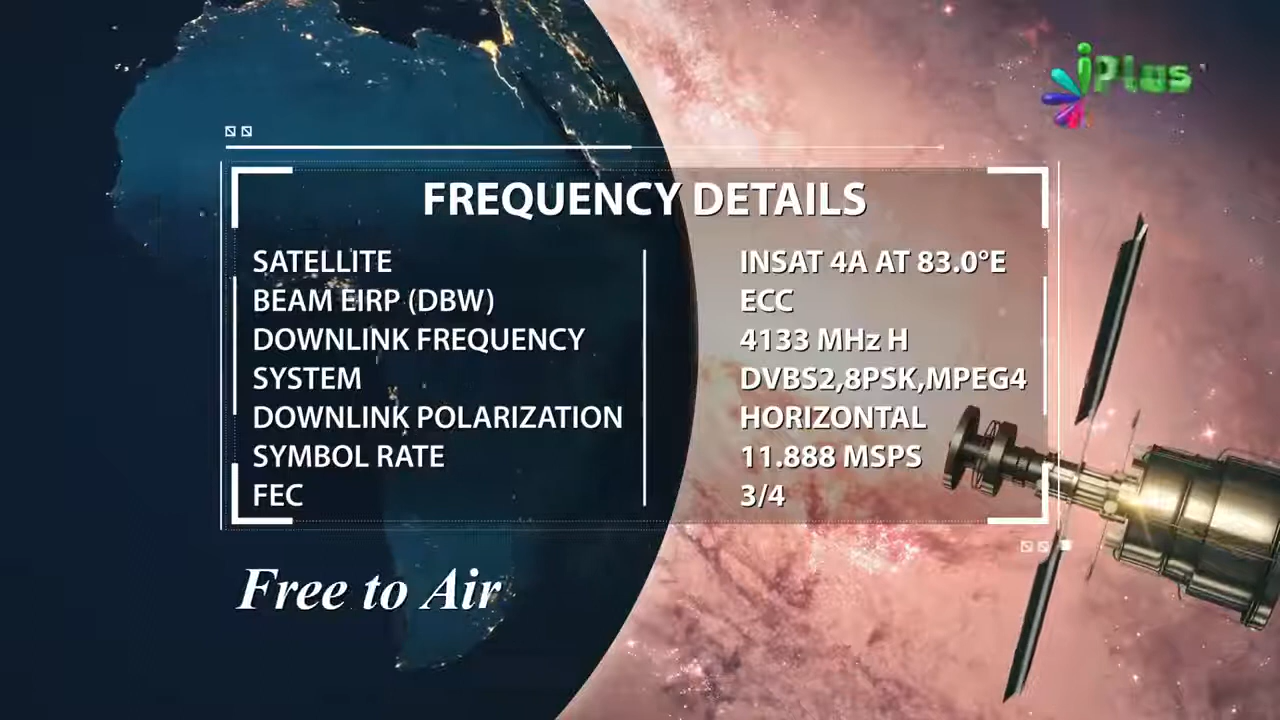 iPlus
FREQUENCY DETAILS
SATELLITE INSAT 4A AT 83.0°E
BEAM EIRP (DBW) ECC
DOWNLINK FREQUENCY 4133 MHz H
SYSTEM DVBS2,8PSK,MPEG4
DOWNLINK POLARIZATION HORIZONTAL
SYMBOL RATE 11.888 MSPS
FEC 3/4
Free to Air